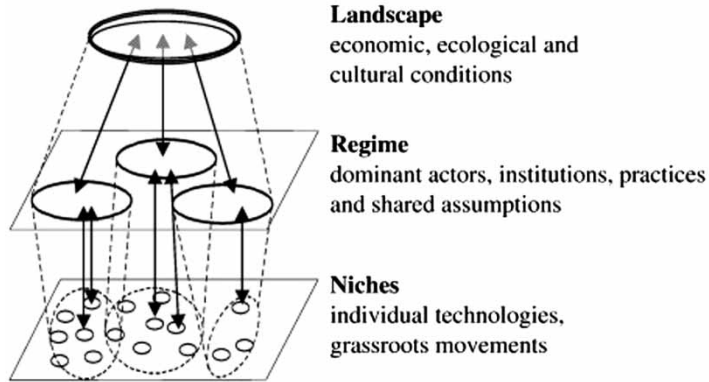 Landscape
economic, ecological and
cultural conditions
Regime
dominant actors, institutions, practices
and shared assumptions
Niches
individual technologies,
grassroots movements